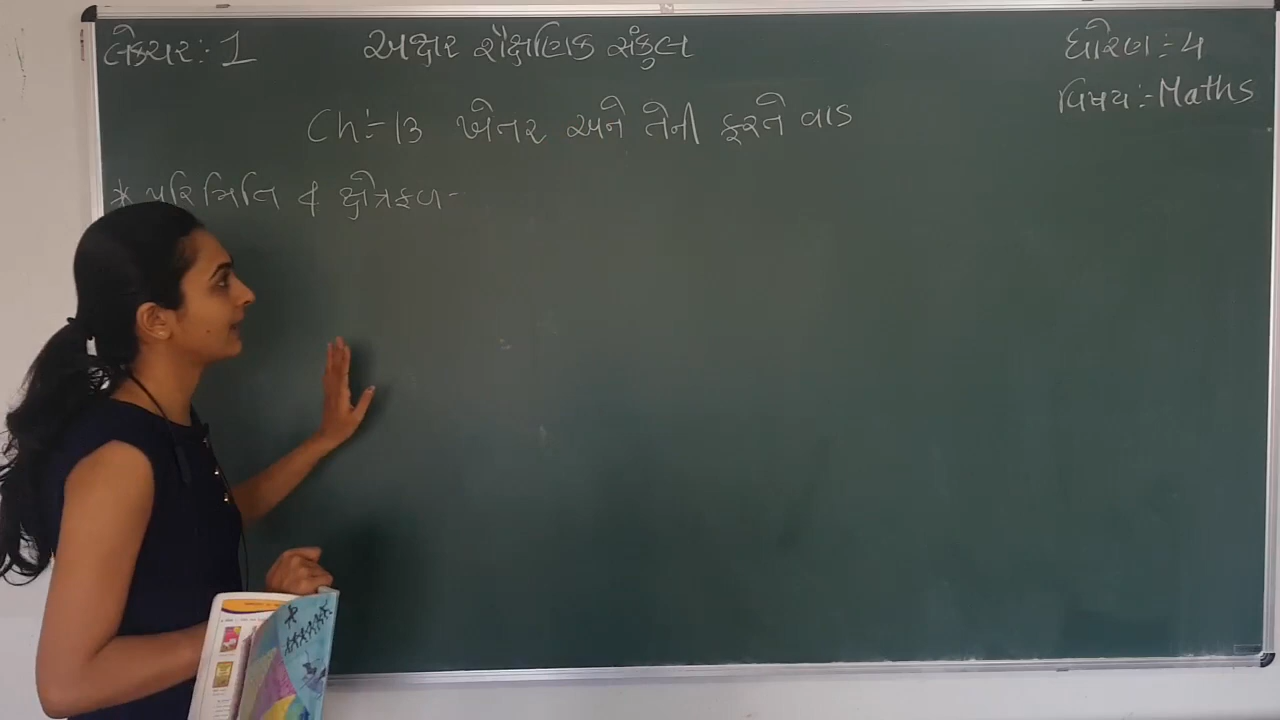 લેક્ચર:- 1
અક્ષર શૈક્ષણિક સંકુલ
ધોરણ :- 4
વિષય:- Maths
Ch:- 13 ખેતર અને તેની ફરતે વાડ
* પરિમિતિ & ક્ષેત્રફળ -